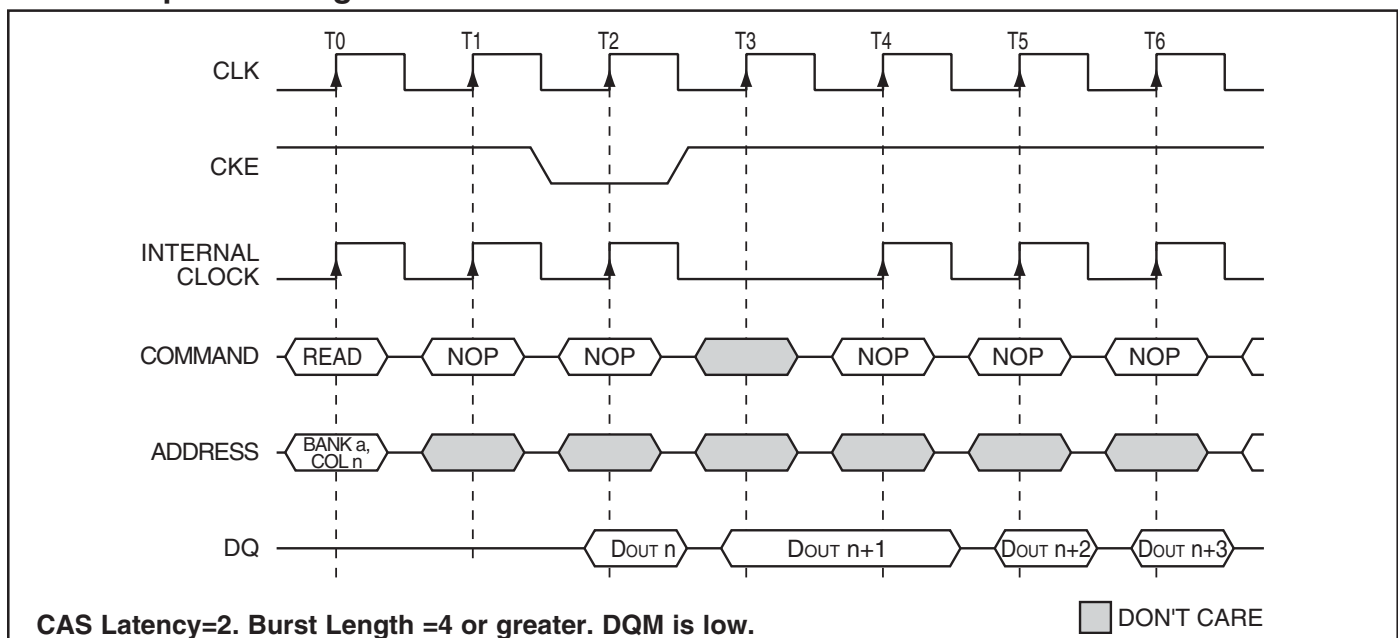 T0 T1 T2 T3 T4 T5 T6
CLK
CKE
INTERNAL
CLOCK
COMMAND READ NOP NOP NOP NOP NOP
ADDRESS BANK a,
COL n
DQ DOUT n DOUT n+1 DOUT n+2 DOUT n+3
CAS Latency=2. Burst Length =4 or greater. DQM is low. DON'T CARE